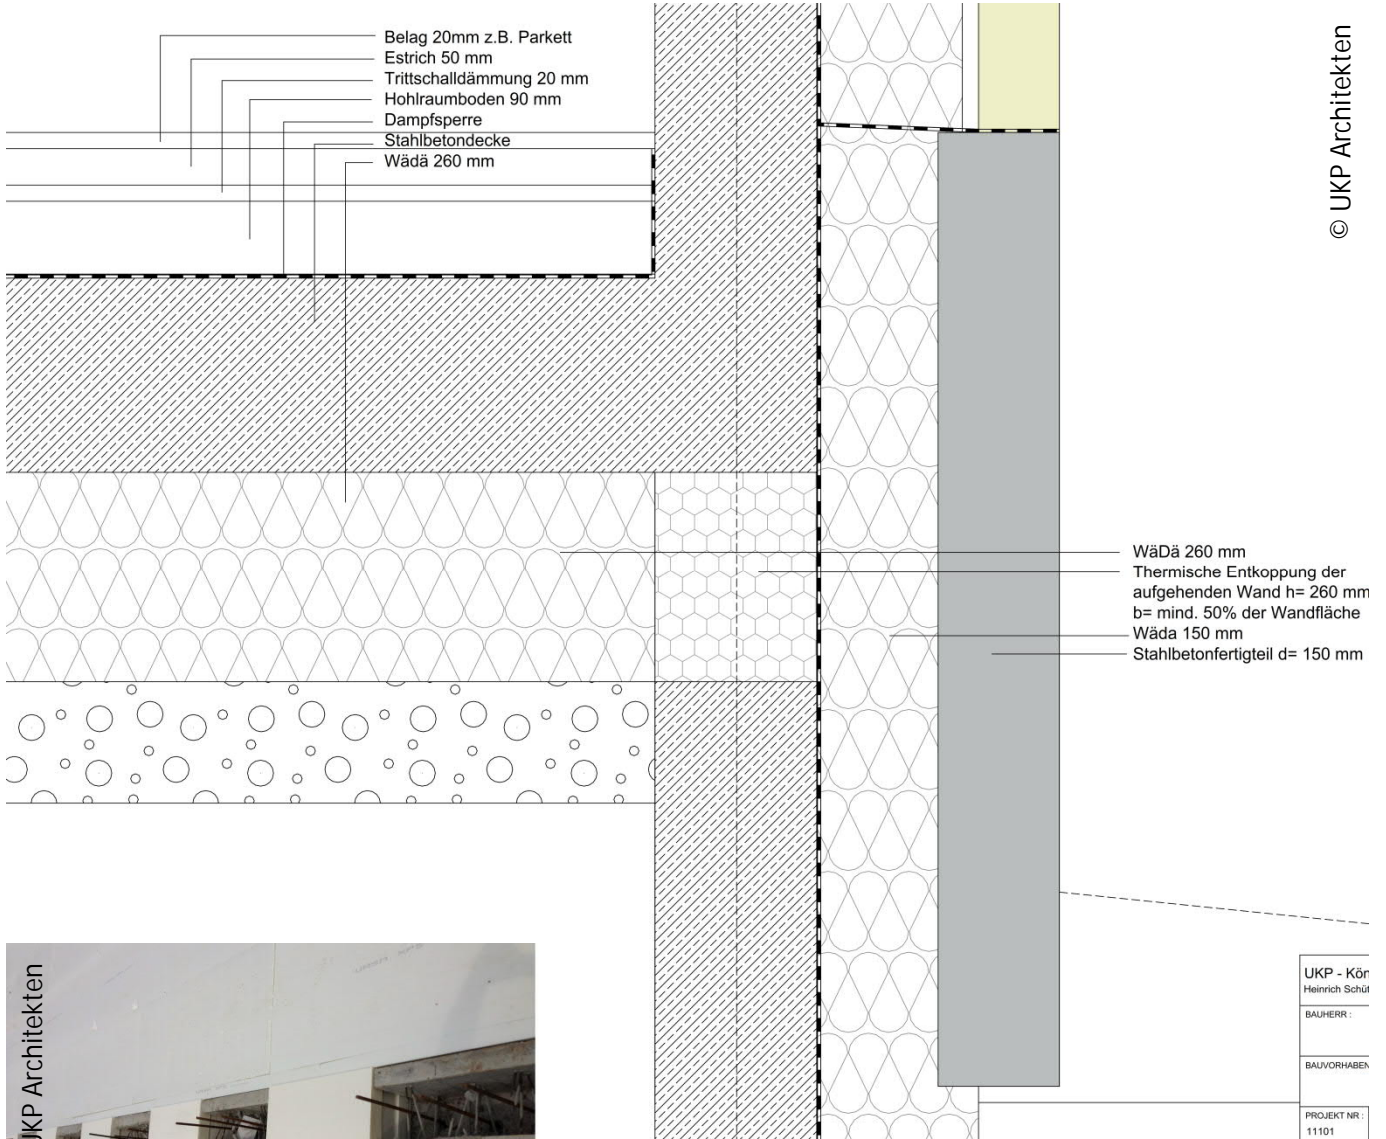 Belag 20mm z.B. Parkett
Estrich 50 mm
Trittschalldämmung 20 mm
Hohlraumboden 90 mm
Dampfsperre
Stahlbetondecke
Wädä 260 mm
© UKP Architekten
WäDä 260 mm
Thermische Entkoppung der
aufgehenden Wand h= 260 mm
b= mind. 50% der Wandfläche
Wäda 150 mm
Stahlbetonfertigteil d= 150 mm
UKP Architekten
UKP - Kön
Heinrich Schüt
BAUHERR :
BAUVORHABEN
PROJEKT NR :
11101